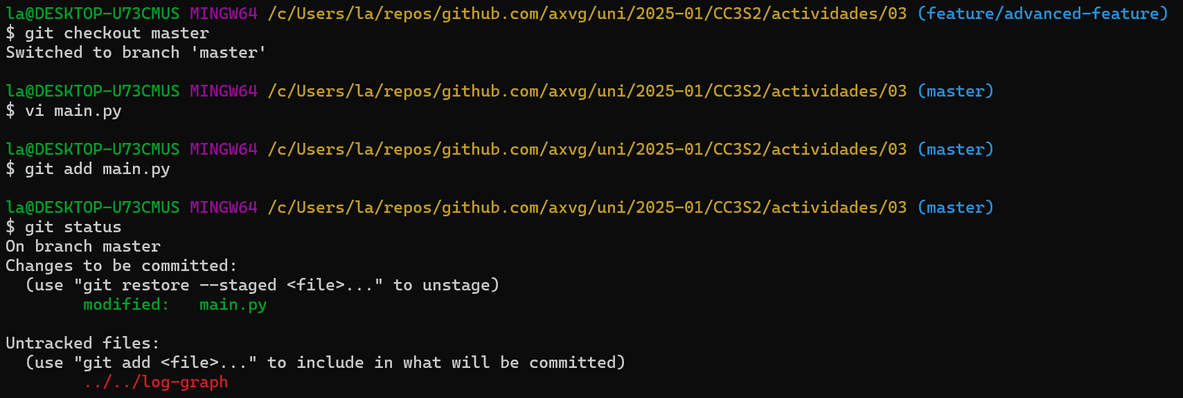 la@DESKTOP-U73CMUS MINGW64 /c/Users/la/repos/github.com/axvg/uni/2025-01/CC3S2/actividades/03 (feature/advanced-feature)
$ git checkout master
Switched to branch 'master'

la@DESKTOP-U73CMUS MINGW64 /c/Users/la/repos/github.com/axvg/uni/2025-01/CC3S2/actividades/03 (master)
$ vi main.py

la@DESKTOP-U73CMUS MINGW64 /c/Users/la/repos/github.com/axvg/uni/2025-01/CC3S2/actividades/03 (master)
$ git add main.py

la@DESKTOP-U73CMUS MINGW64 /c/Users/la/repos/github.com/axvg/uni/2025-01/CC3S2/actividades/03 (master)
$ git status
On branch master
Changes to be committed:
  (use "git restore --staged <file>..." to unstage)
        modified:   main.py

Untracked files:
  (use "git add <file>..." to include in what will be committed)
        ../../log-graph